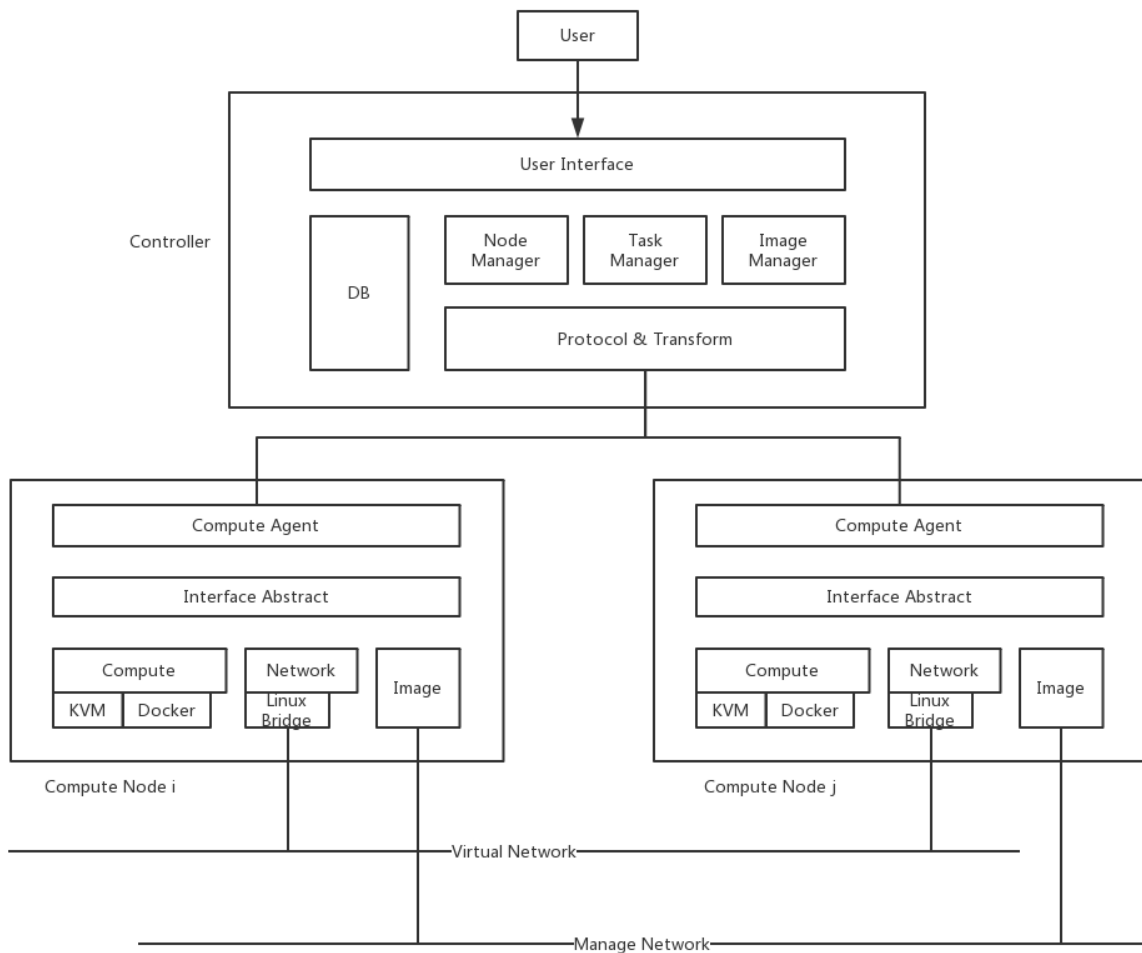 User
User Interface
Controller
DB
Node
Manager
Task
Manager
Image
Manager
Protocol & Transform
Compute Agent
Interface Abstract
Compute
KVM
Docker
Network
Linux
Bridge
Image
Compute Node i
Compute Agent
Interface Abstract
Compute
KVM
Docker
Network
Linux
Bridge
Image
Compute Node j
Virtual Network
Manage Network